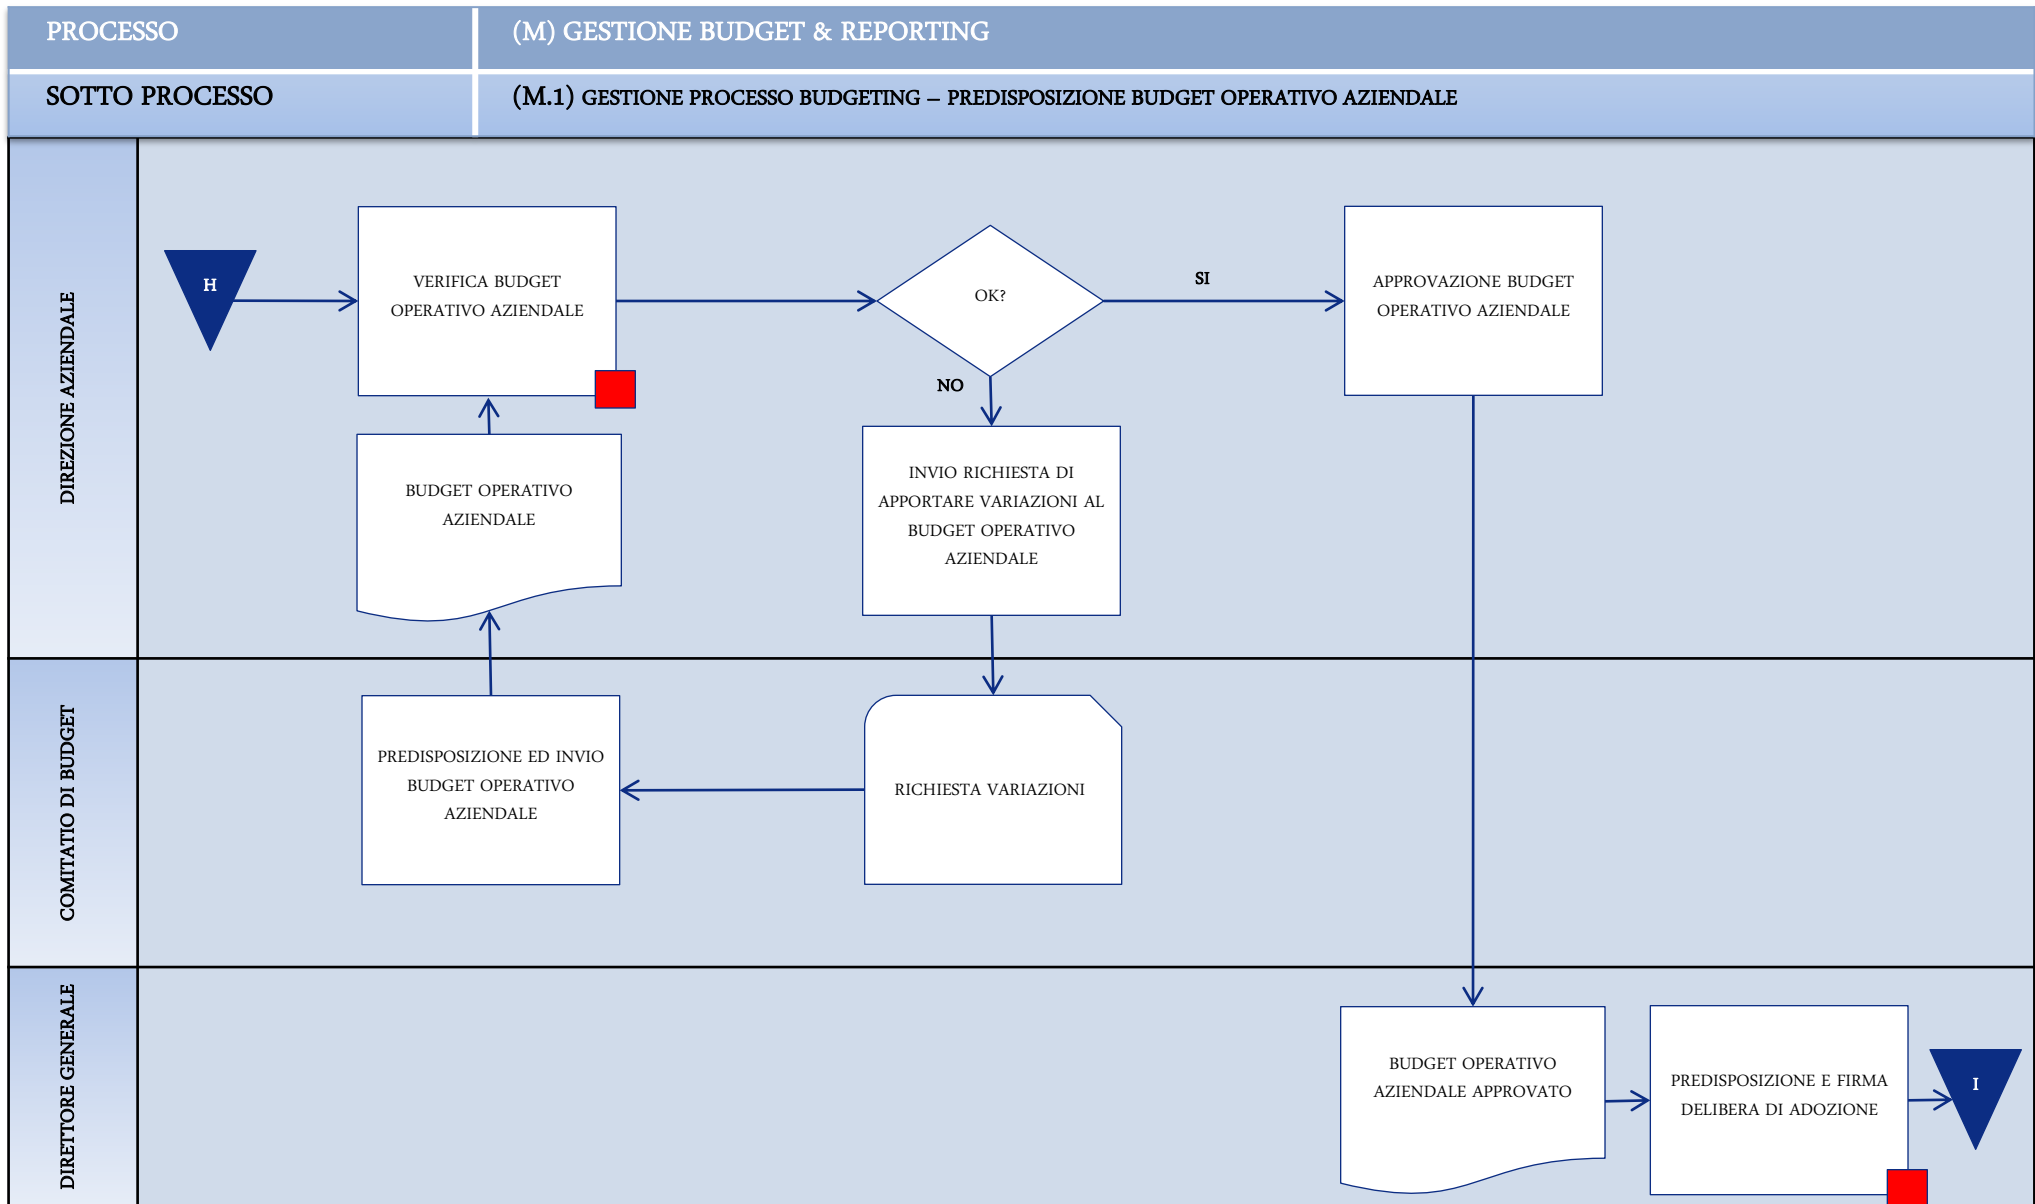 PROCESSO
(M) GESTIONE BUDGET & REPORTING
SOTTO PROCESSO
(M.1) GESTIONE PROCESSO BUDGETING – PREDISPOSIZIONE BUDGET OPERATIVO AZIENDALE
DIREZIONE AZIENDALE
H
VERIFICA BUDGET
OPERATIVO AZIENDALE
OK?
SI
APPROVAZIONE BUDGET
OPERATIVO AZIENDALE
NO
BUDGET OPERATIVO
AZIENDALE
INVIO RICHIESTA DI
APPORTARE VARIAZIONI AL
BUDGET OPERATIVO
AZIENDALE
COMITATO DI BUDGET
PREDISPOSIZIONE ED INVIO
BUDGET OPERATIVO
AZIENDALE
RICHIESTA VARIAZIONI
DIRETTORE GENERALE
BUDGET OPERATIVO
AZIENDALE APPROVATO
PREDISPOSIZIONE E FIRMA
DELIBERA DI ADOZIONE
I